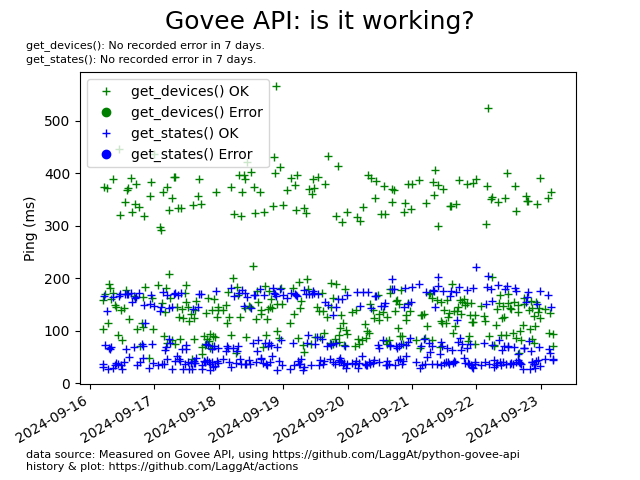 Govee API: is it working?
get_devices(): No recorded error in 7 days.
get_states(): No recorded error in 7 days.
get_devices() OK
get_devices() Error
get_states() OK
get_states() Error
Ping (ms)
500
400
300
200
100
0
2024-09-16
2024-09-17
2024-09-18
2024-09-19
2024-09-20
2024-09-21
2024-09-22
2024-09-23
data source: Measured on Govee API, using https://github.com/LaggAt/python-govee-api
history & plot: https://github.com/LaggAt/actions